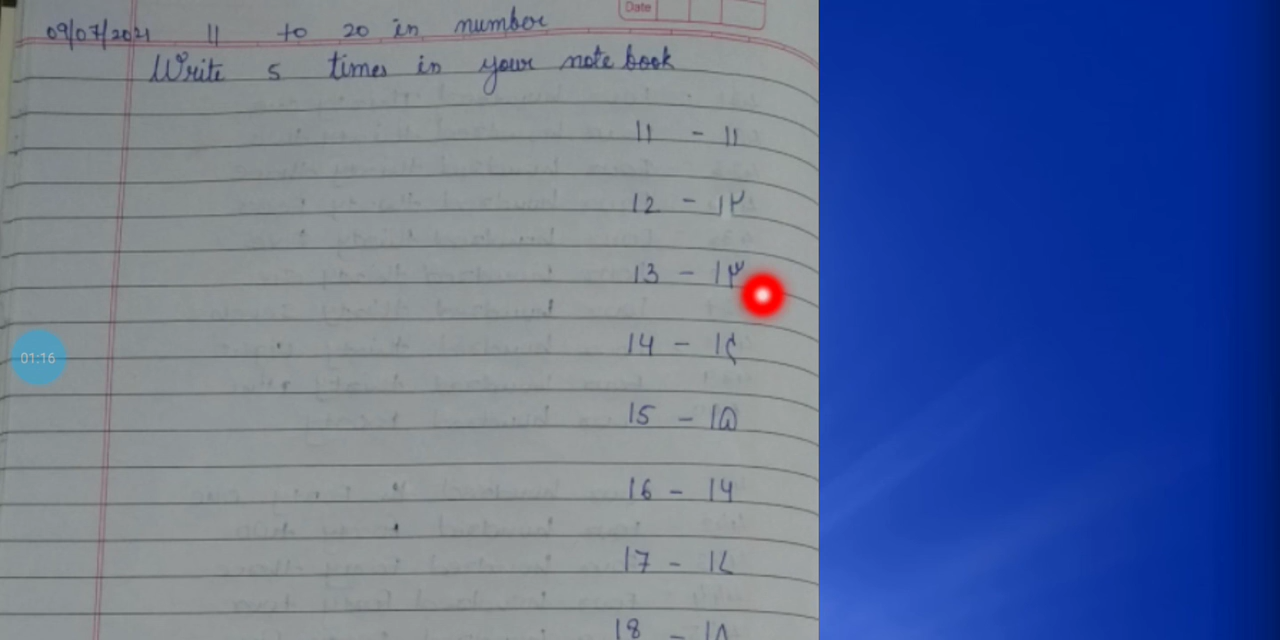 Date
09/07/2021 11 to 20 in number
Write 5 times in your note book
11 - ۱۱
12 - ۱۲
13 - ۱۳
01:16
14 - ۱۴
15 - ۱۵
16 - ۱۶
17 - ۱۷
18 - ۱۸